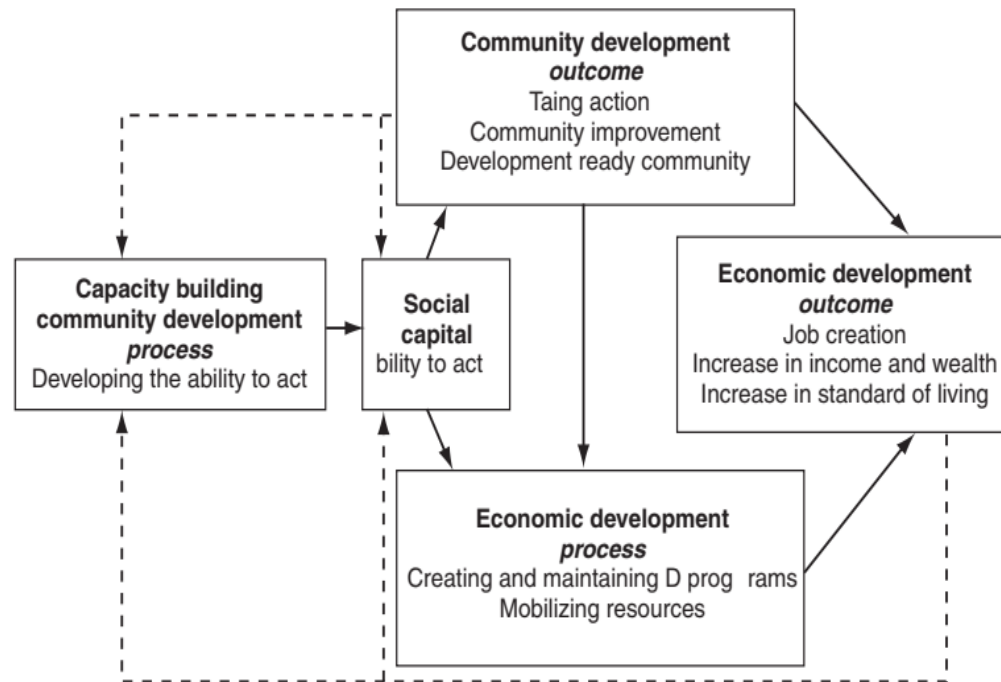 Community development
outcome
Taing action
Community improvement
Development ready community
Capacity building
community development
process
Developing the ability to act
Social
capital
bility to act
Economic development
outcome
Job creation
Increase in income and wealth
Increase in standard of living
Economic development
process
Creating and maintaining D prog rams
Mobilizing resources